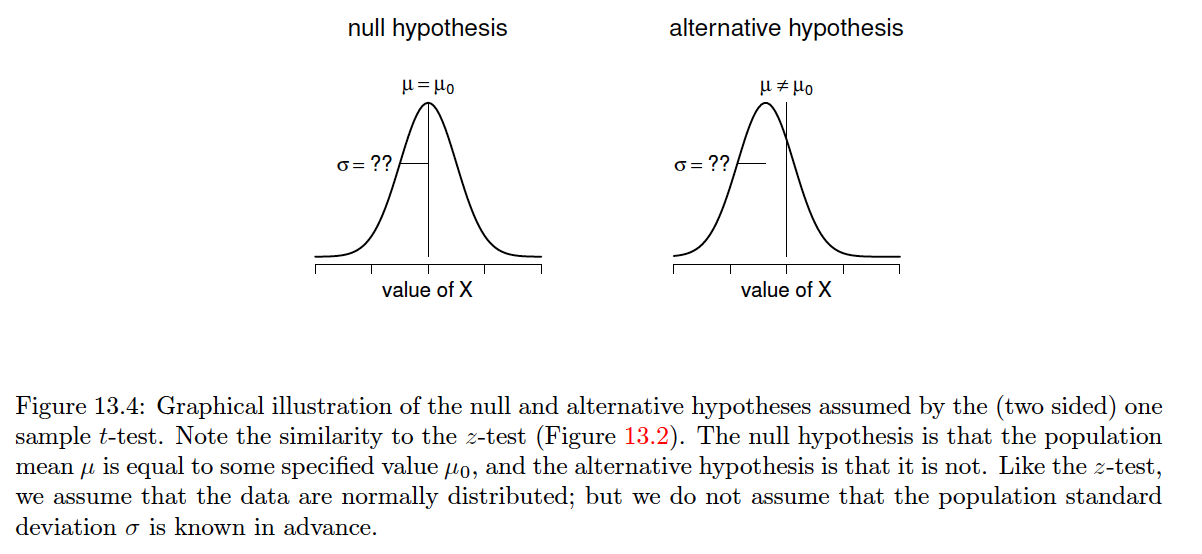 null hypothesis
alternative hypothesis
μ = μ0
μ ≠ μ0
σ = ??
σ = ??
value of X
value of X
Figure 13.4: Graphical illustration of the null and alternative hypotheses assumed by the (two sided) one
sample t-test. Note the similarity to the z-test (Figure 13.2). The null hypothesis is that the population
mean μ is equal to some specified value μ0, and the alternative hypothesis is that it is not. Like the z-test,
we assume that the data are normally distributed; but we do not assume that the population standard
deviation σ is known in advance.